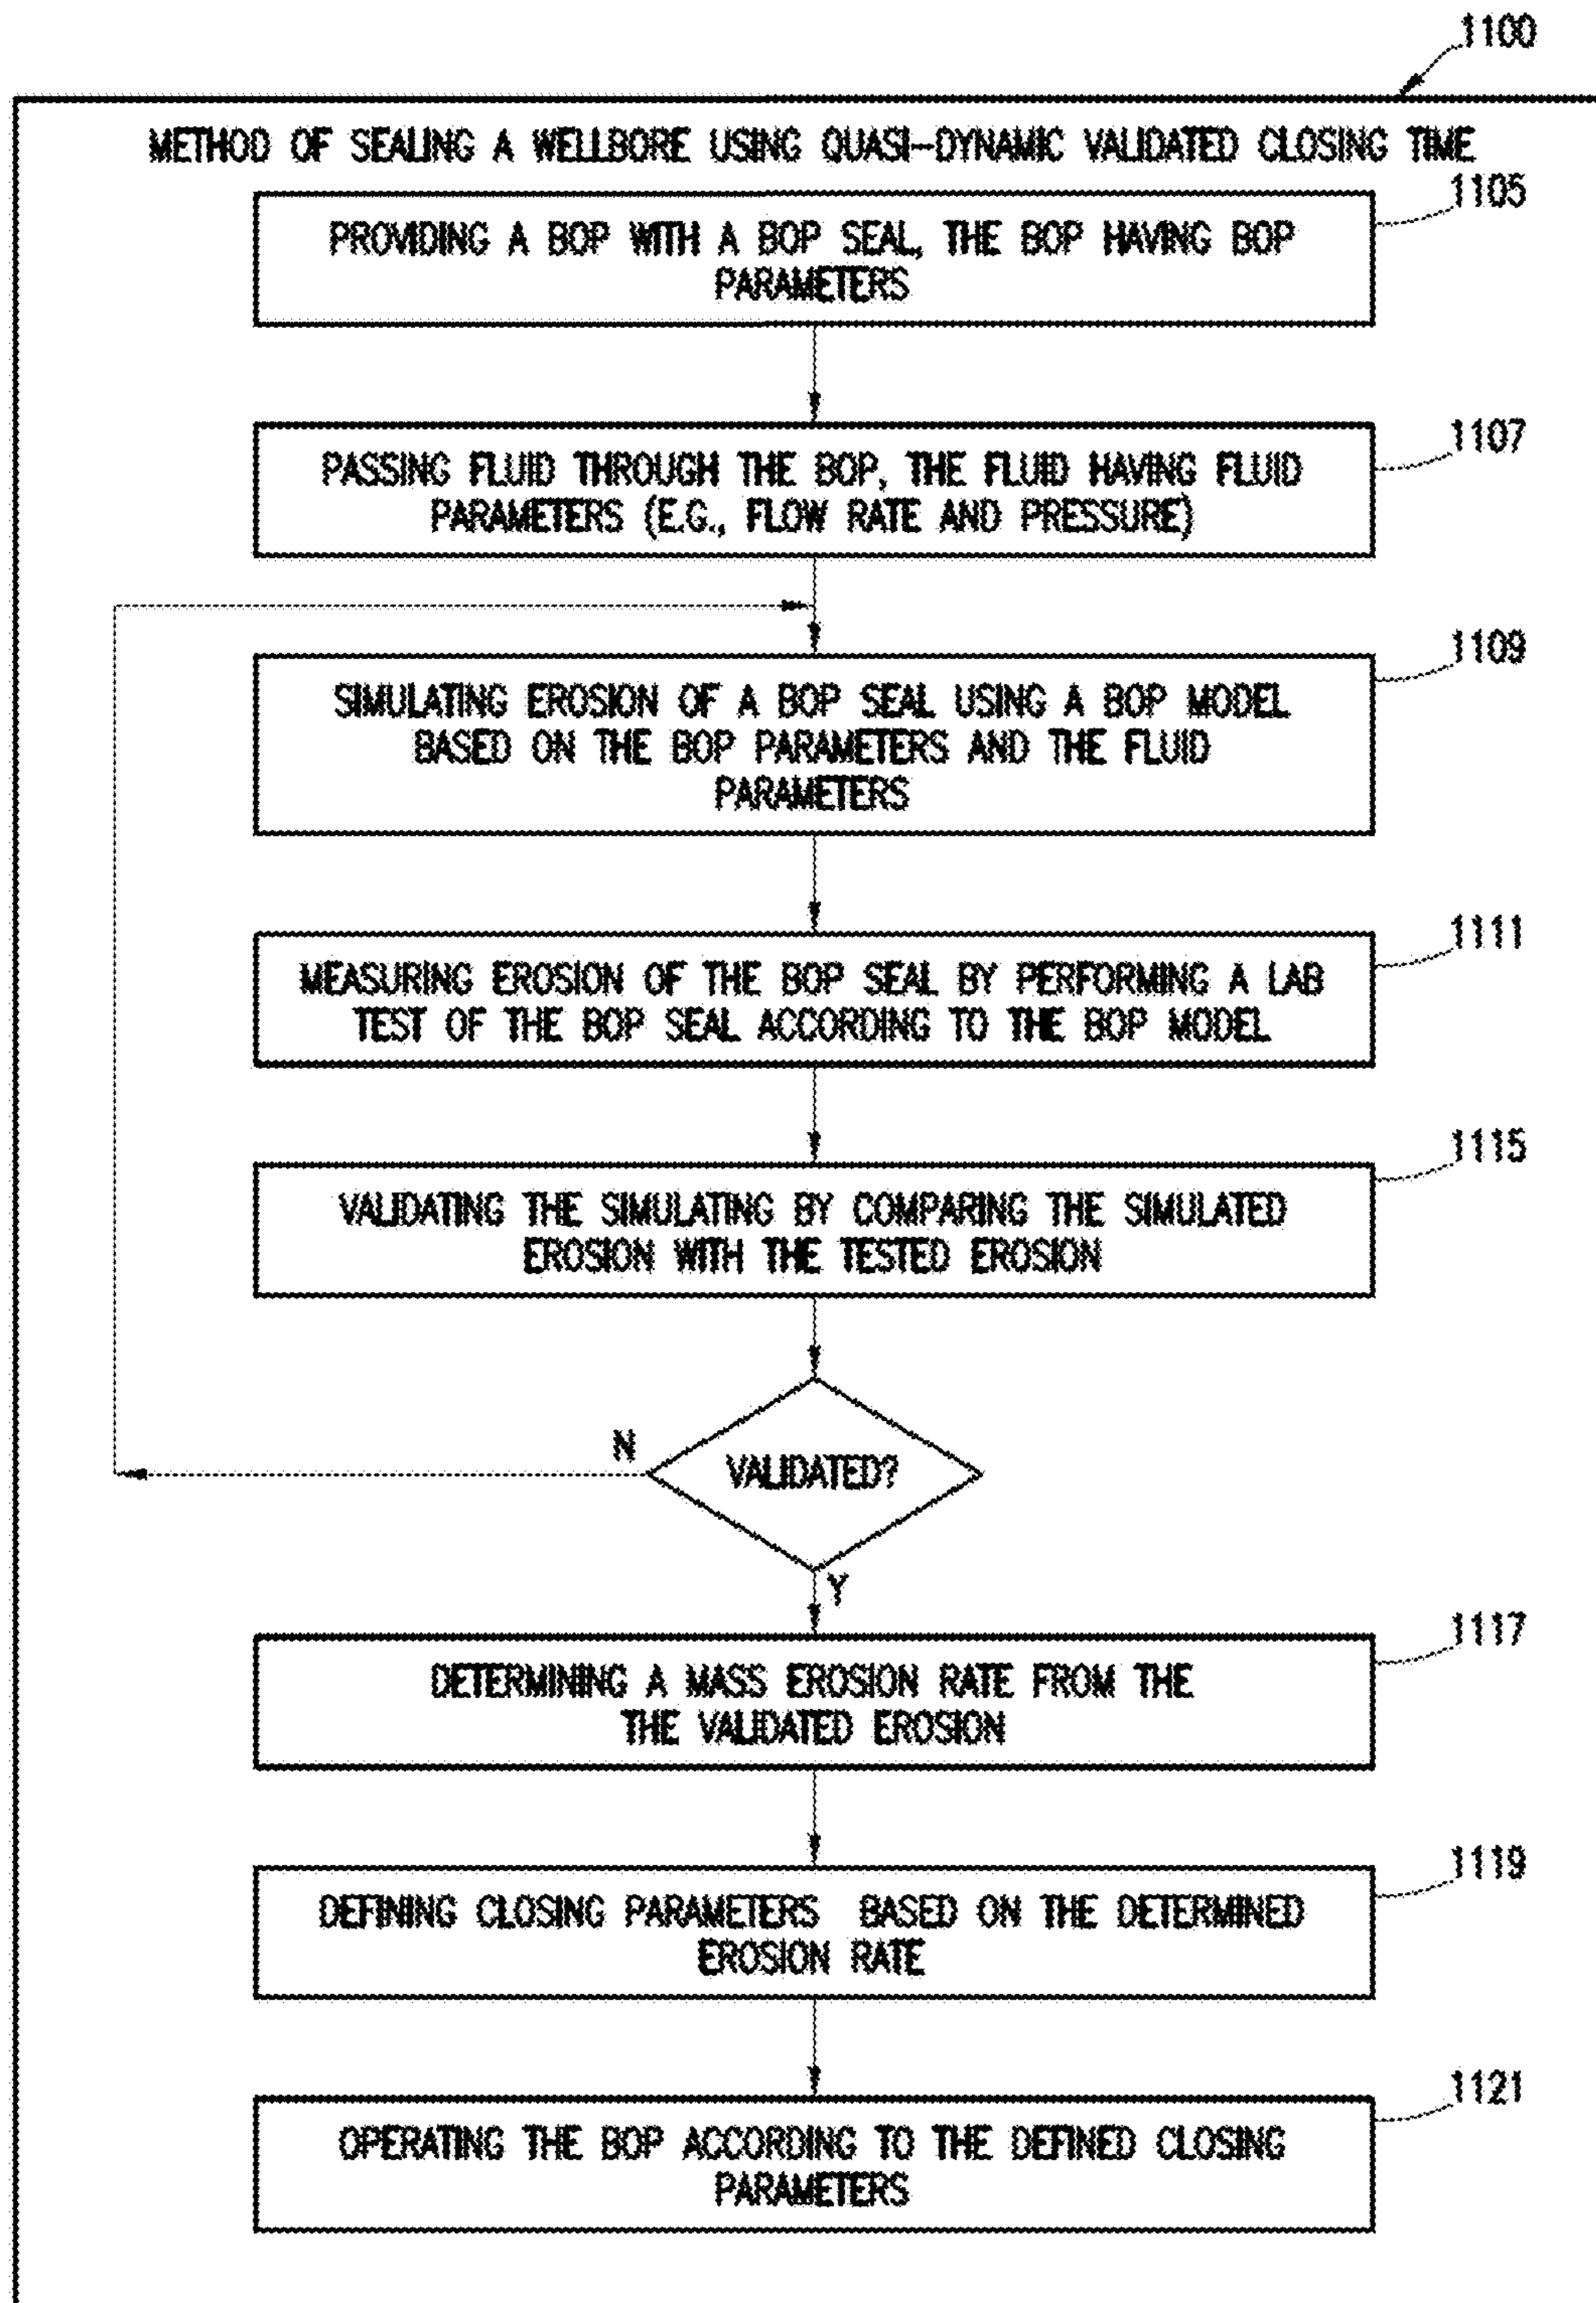 1100
METHOD OF SEALING A WELLBORE USING QUASI-DYNAMIC VALIDATED CLOSING TIME
1105
PROVIDING A BOP WITH A BOP SEAL, THE BOP HAVING BOP
PARAMETERS
1107
PASSING FLUID THROUGH THE BOP, THE FLUID HAVING FLUID
PARAMETERS (E.G., FLOW RATE AND PRESSURE)
1109
SIMULATING EROSION OF A BOP SEAL USING A BOP MODEL
BASED ON THE BOP PARAMETERS AND THE FLUID
PARAMETERS
1111
MEASURING EROSION OF THE BOP SEAL BY PERFORMING A LAB
TEST OF THE BOP SEAL ACCORDING TO THE BOP MODEL
1115
VALIDATING THE SIMULATING BY COMPARING THE SIMULATED
EROSION WITH THE TESTED EROSION
N
VALIDATED?
Y
1117
DETERMINING A MASS EROSION RATE FROM THE
THE VALIDATED EROSION
1119
DEFINING CLOSING PARAMETERS BASED ON THE DETERMINED
EROSION RATE
1121
OPERATING THE BOP ACCORDING TO THE DEFINED CLOSING
PARAMETERS